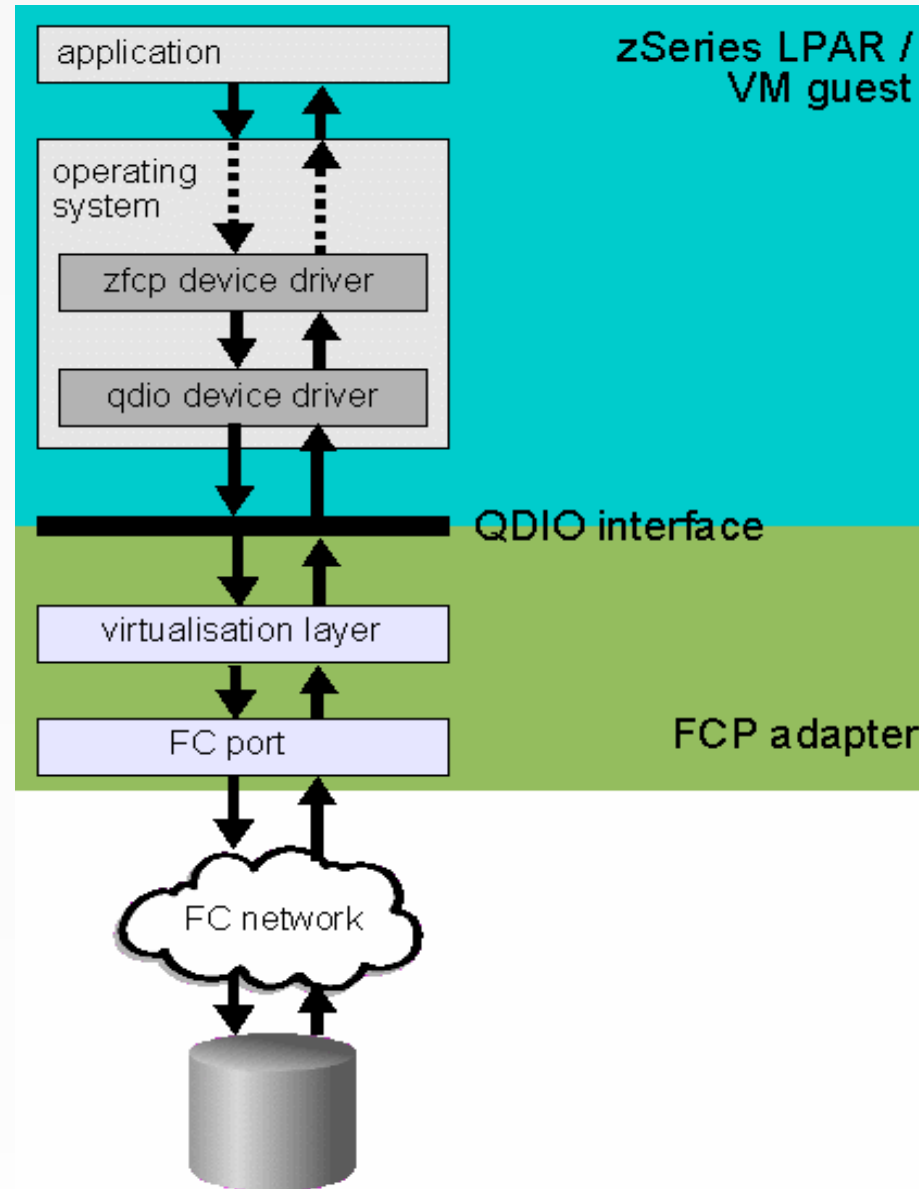 application
zSeries LPAR /
VM guest
operating
system
zfcp device driver
qdio device driver
QDIO interface
virtualisation layer
FC port
FCP adapter
FC network